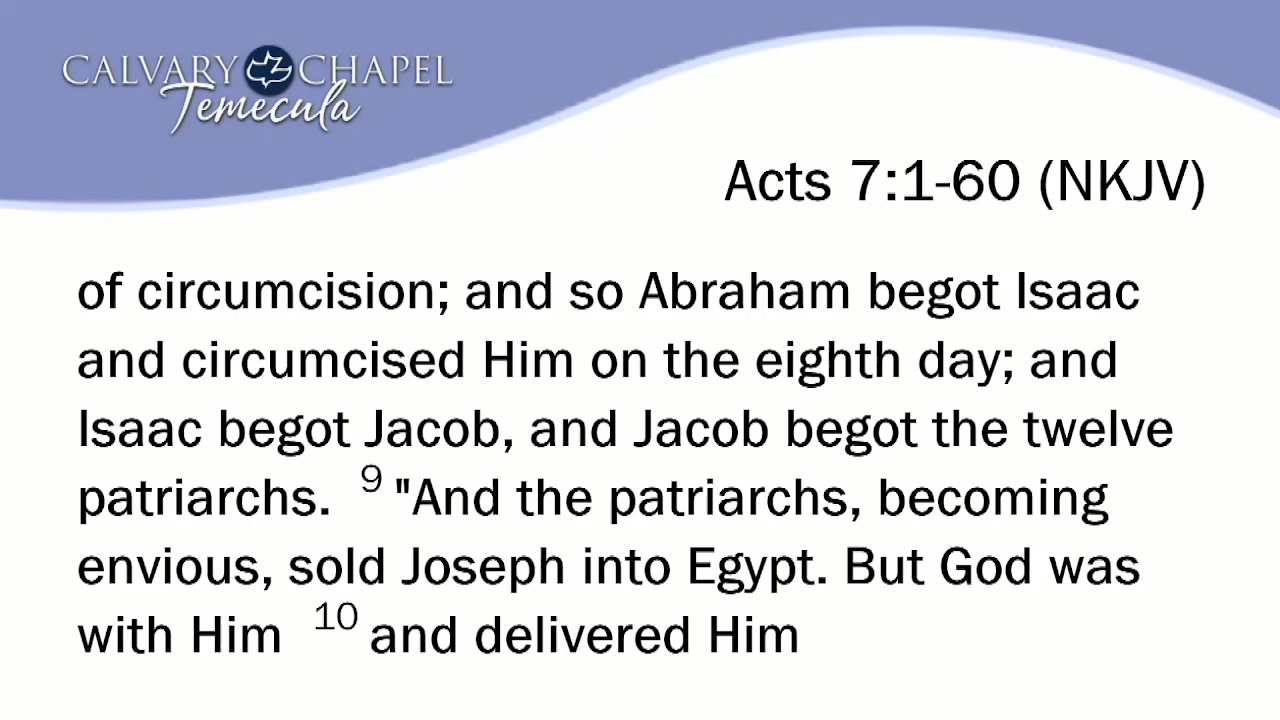 CALVARY CHAPEL
Temecula
Acts 7:1-60 (NKJV)
of circumcision; and so Abraham begot Isaac
and circumcised Him on the eighth day; and
Isaac begot Jacob, and Jacob begot the twelve
patriarchs. 9 "And the patriarchs, becoming
envious, sold Joseph into Egypt. But God was
with Him 10 and delivered Him